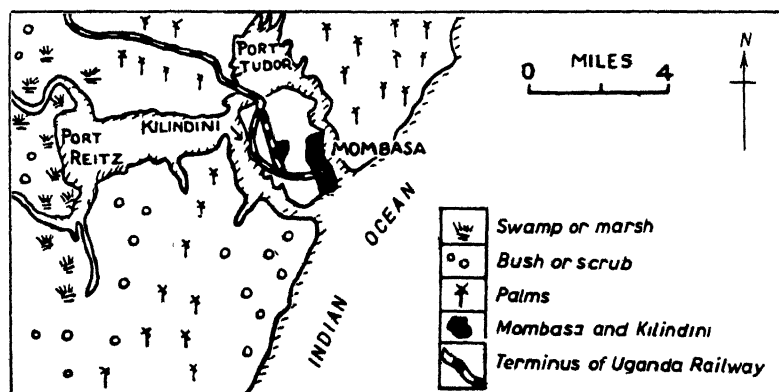 PORT
TUDOR
MILES
0 4
N
KILINDINI
PORT
REITZ
MOMBASA
INDIAN OCEAN
Swamp or marsh
Bush or scrub
Palms
Mombasa and Kilindini
Terminus of Uganda Railway